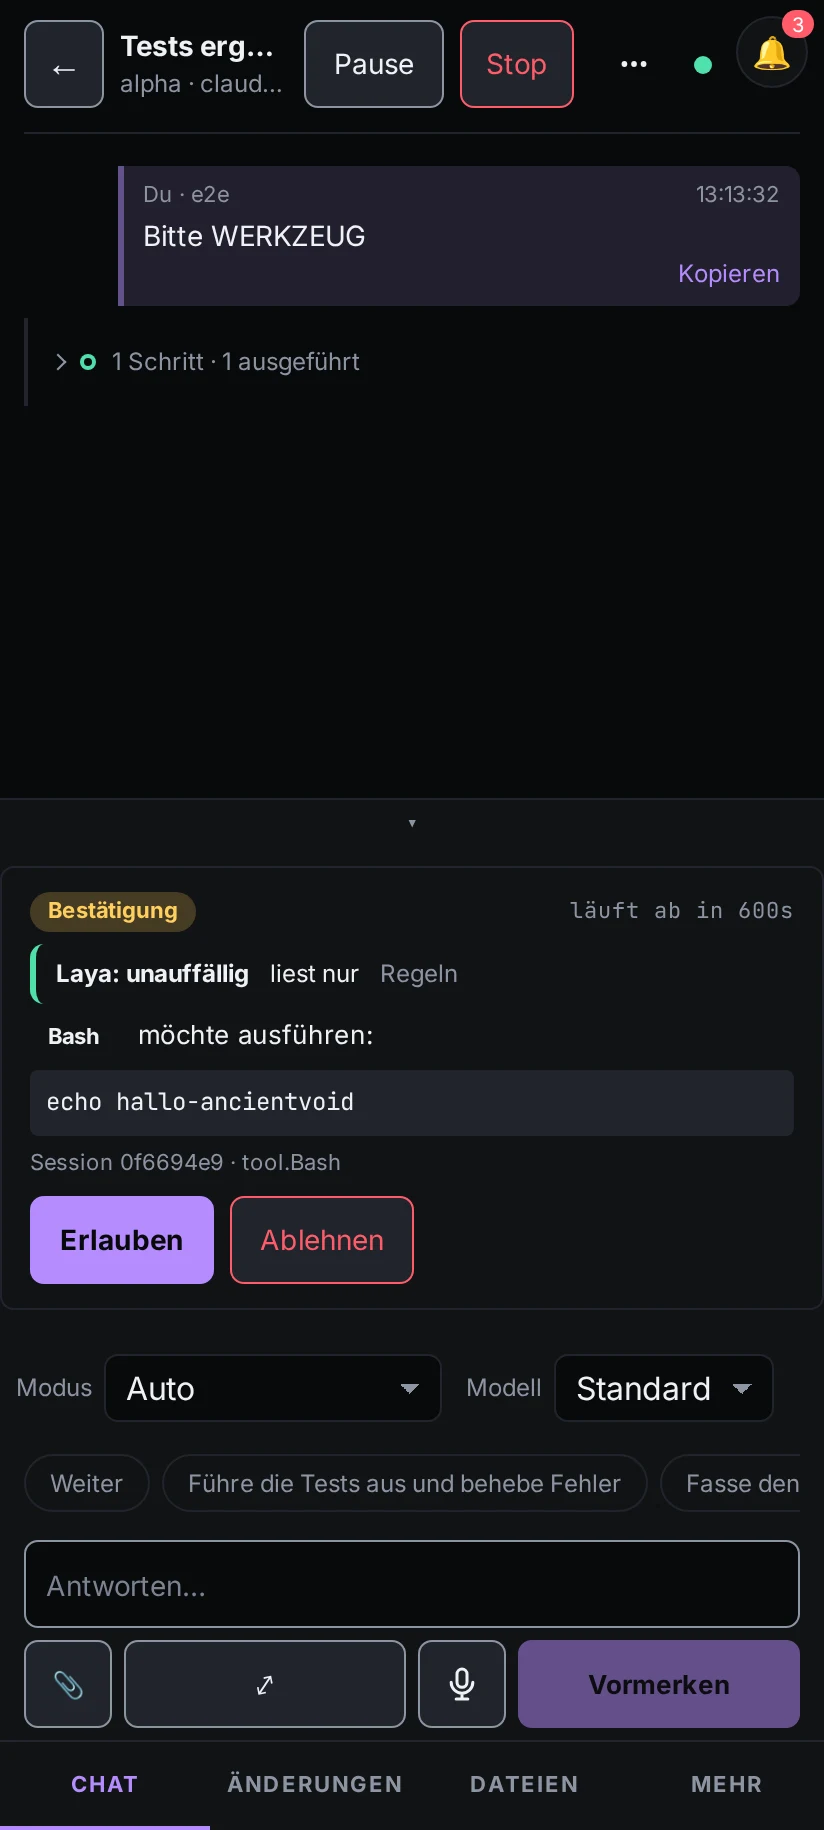 ←
Tests erg…
alpha · claud…
Pause
Stop
•••
3
Du · e2e
13:13:32
Bitte WERKZEUG
Kopieren
1 Schritt · 1 ausgeführt
▾
Bestätigung
läuft ab in 600s
Laya: unauffällig liest nur Regeln
Bash möchte ausführen:
echo hallo-ancientvoid
Session 0f6694e9 · tool.Bash
Erlauben
Ablehnen
Modus
Auto
Modell
Standard
Weiter
Führe die Tests aus und behebe Fehler
Fasse den
Antworten…
Vormerken
CHAT
ÄNDERUNGEN
DATEIEN
MEHR